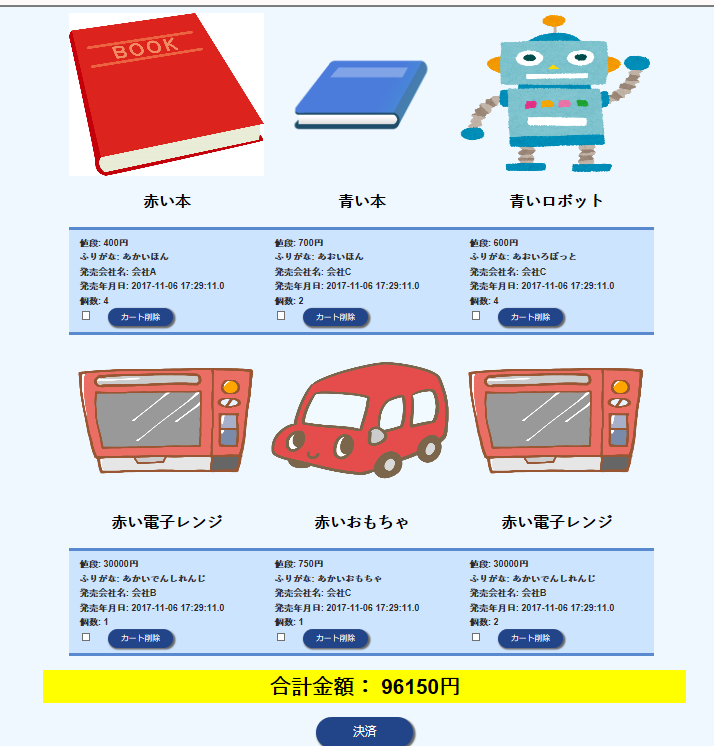 BOOK
赤い本
青い本
青いロボット
値段: 400円
ふりがな: あかいほん
発売会社名: 会社A
発売年月日: 2017-11-06 17:29:11.0
個数: 4
カート削除
値段: 700円
ふりがな: あおいほん
発売会社名: 会社C
発売年月日: 2017-11-06 17:29:11.0
個数: 2
カート削除
値段: 600円
ふりがな: あおいろぼっと
発売会社名: 会社C
発売年月日: 2017-11-06 17:29:11.0
個数: 4
カート削除
赤い電子レンジ
赤いおもちゃ
赤い電子レンジ
値段: 30000円
ふりがな: あかいでんしれんじ
発売会社名: 会社B
発売年月日: 2017-11-06 17:29:11.0
個数: 1
カート削除
値段: 750円
ふりがな: あかいおもちゃ
発売会社名: 会社C
発売年月日: 2017-11-06 17:29:11.0
個数: 1
カート削除
値段: 30000円
ふりがな: あかいでんしれんじ
発売会社名: 会社B
発売年月日: 2017-11-06 17:29:11.0
個数: 2
カート削除
合計金額： 96150円
決済